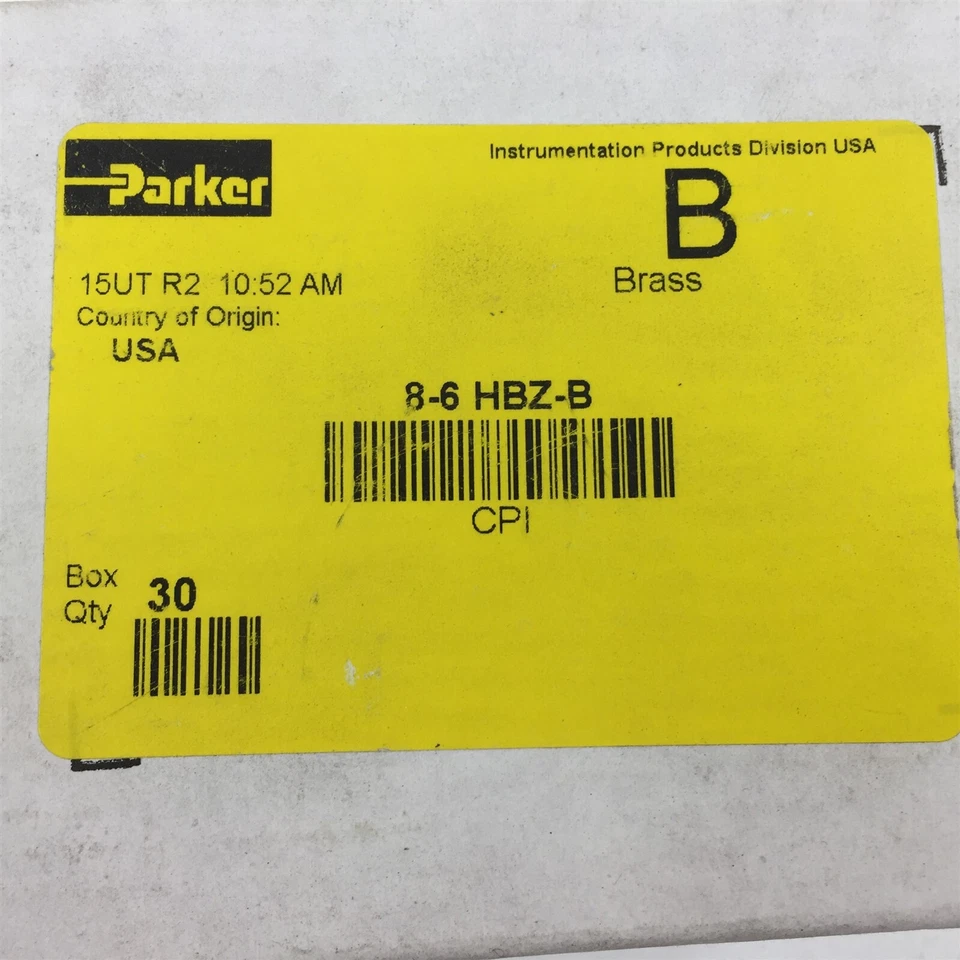 Parker
Instrumentation Products Division USA
B
Brass
15UT R2 10:52 AM
Country of Origin:
USA
8-6 HBZ-B
CPI
Box
Qty
30